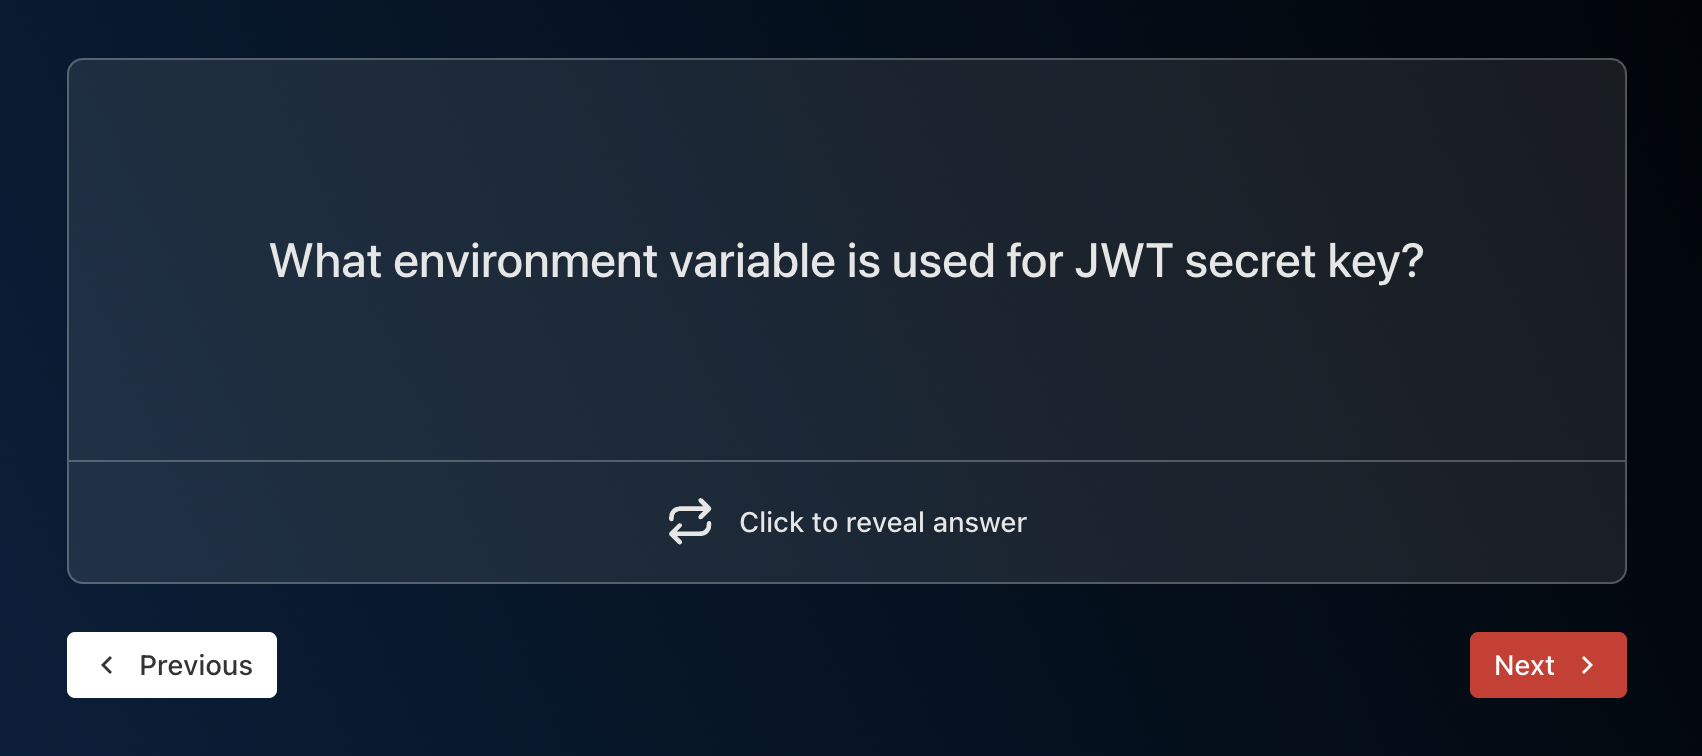 What environment variable is used for JWT secret key?
Click to reveal answer
Previous
Next